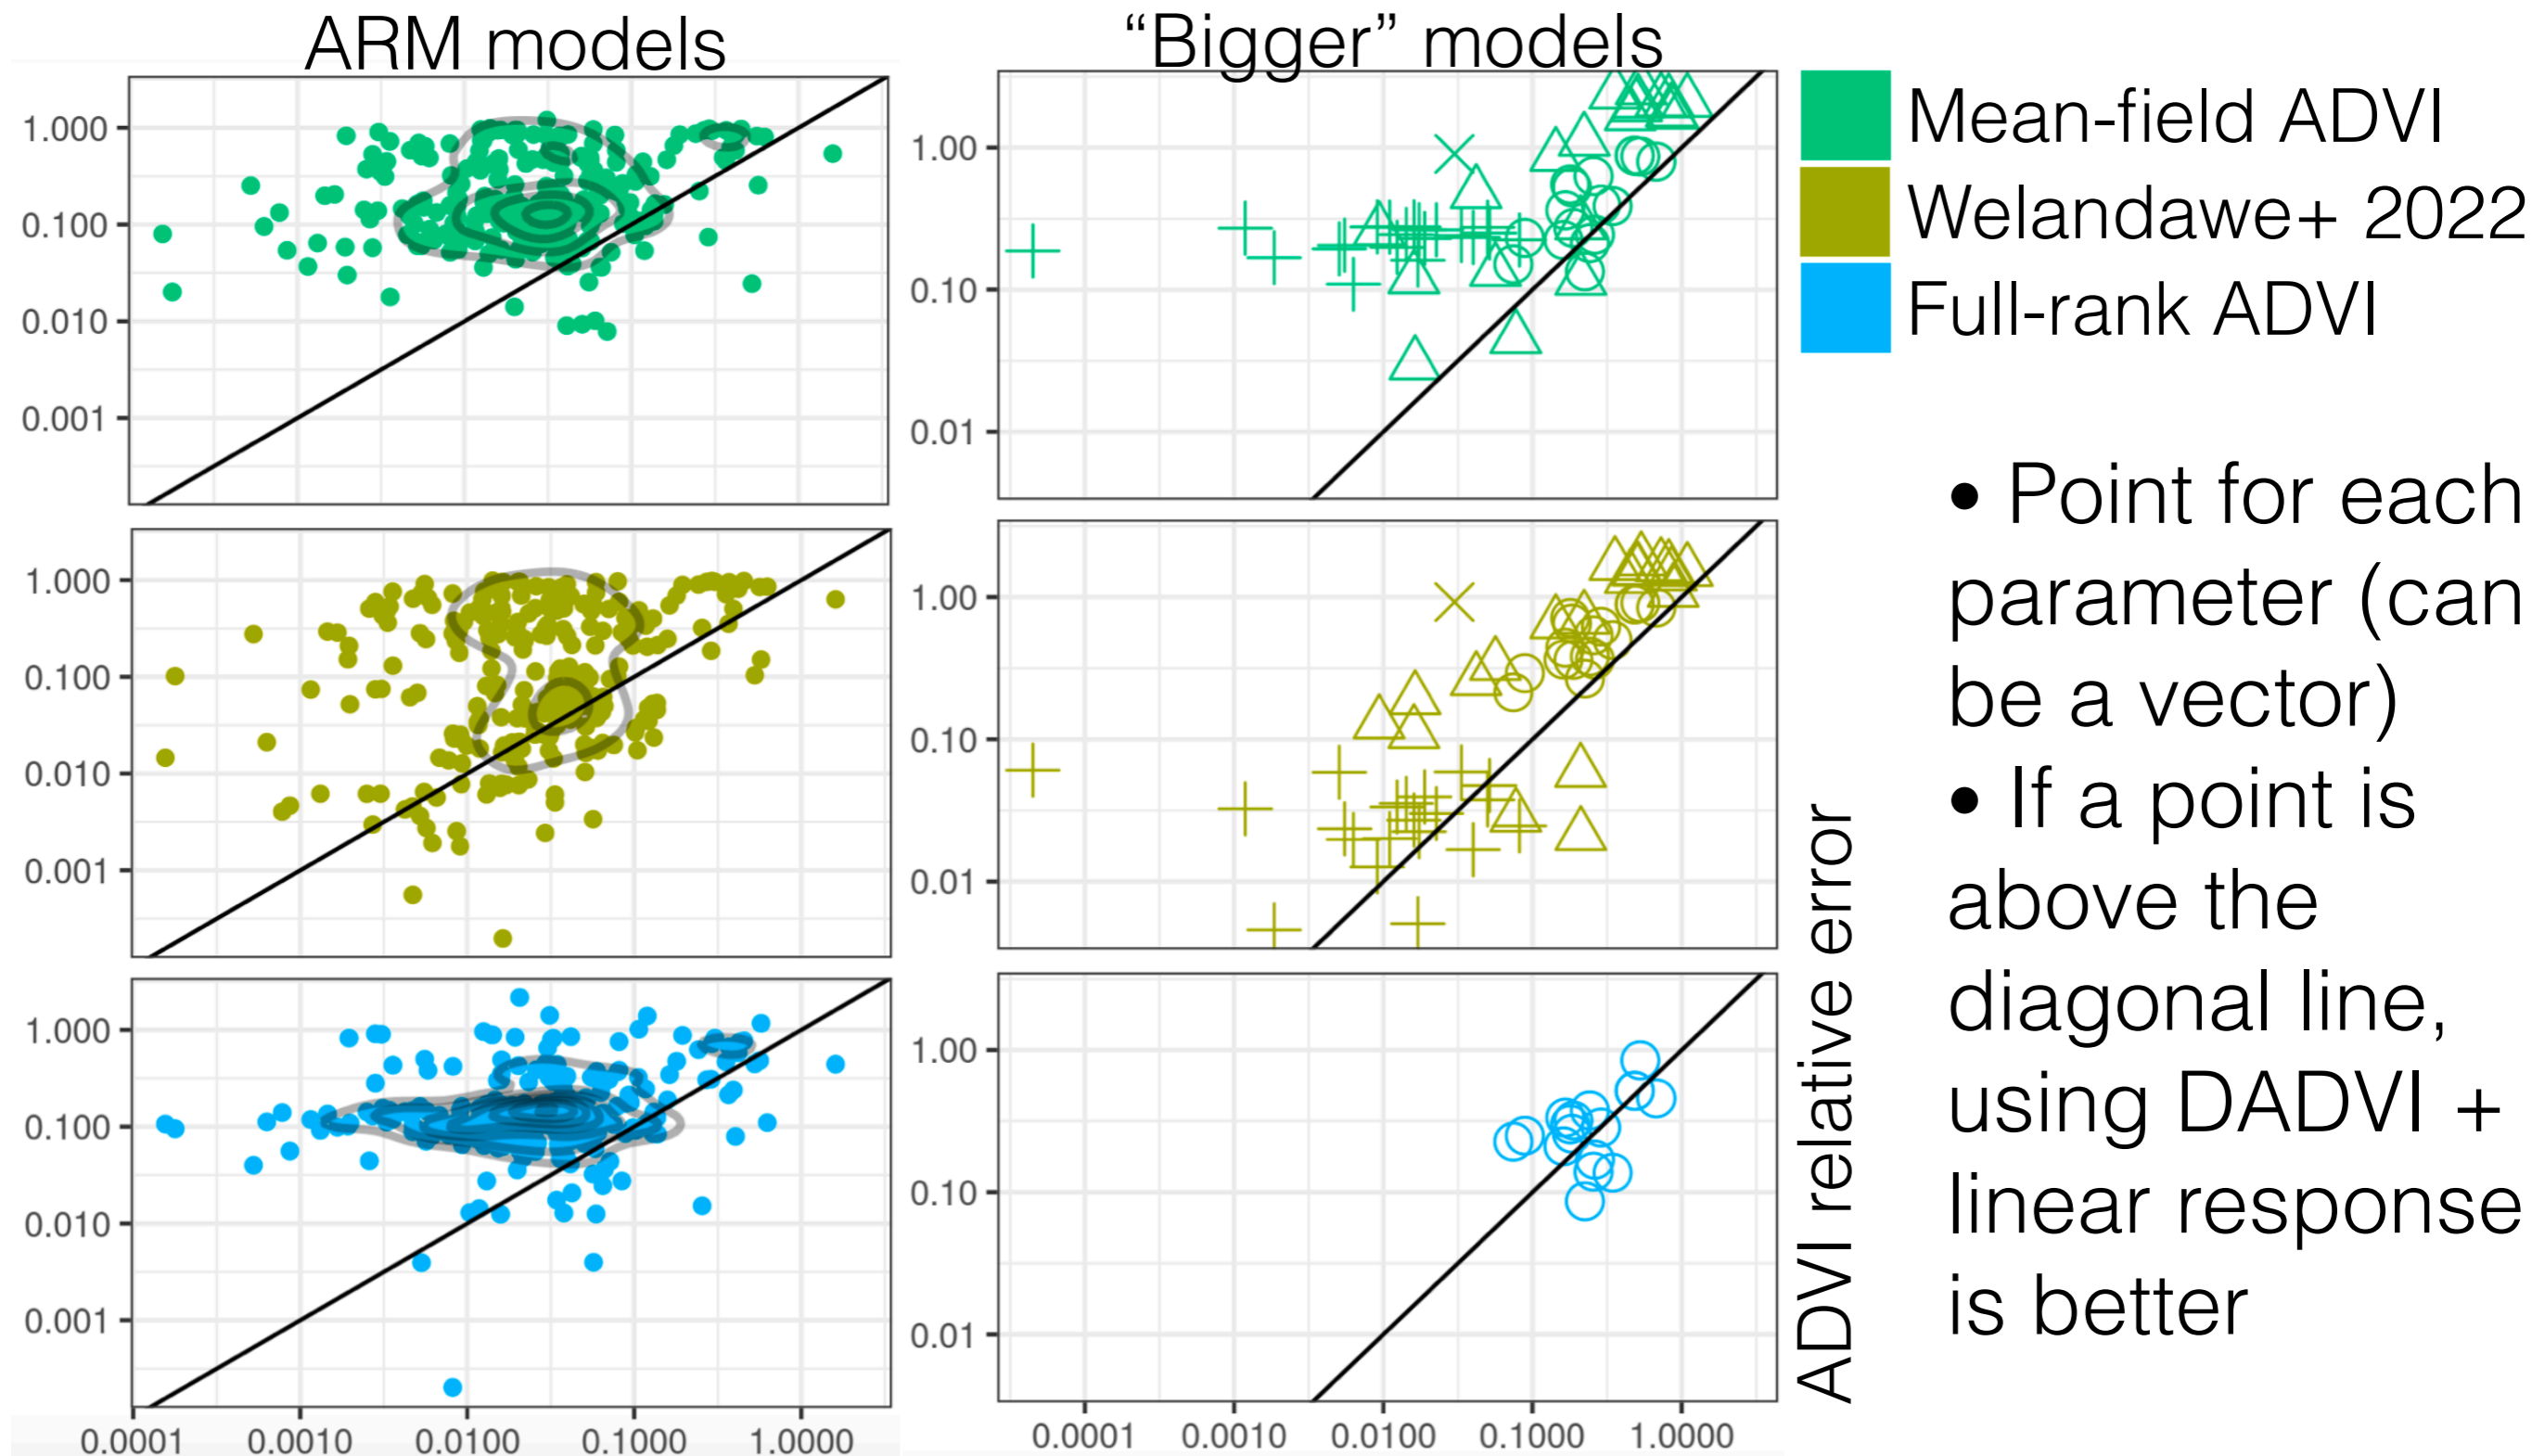 ARM models
“Bigger” models
1.000
0.100
0.010
0.001
1.00
0.10
0.01
1.000
0.100
0.010
0.001
1.00
0.10
0.01
1.000
0.100
0.010
0.001
1.00
0.10
0.01
0.0001 0.0010 0.0100 0.1000 1.0000
0.0001 0.0010 0.0100 0.1000 1.0000
ADVI relative error
Mean-field ADVI
Welandawe+ 2022
Full-rank ADVI
• Point for each
parameter (can
be a vector)
• If a point is
above the
diagonal line,
using DADVI +
linear response
is better